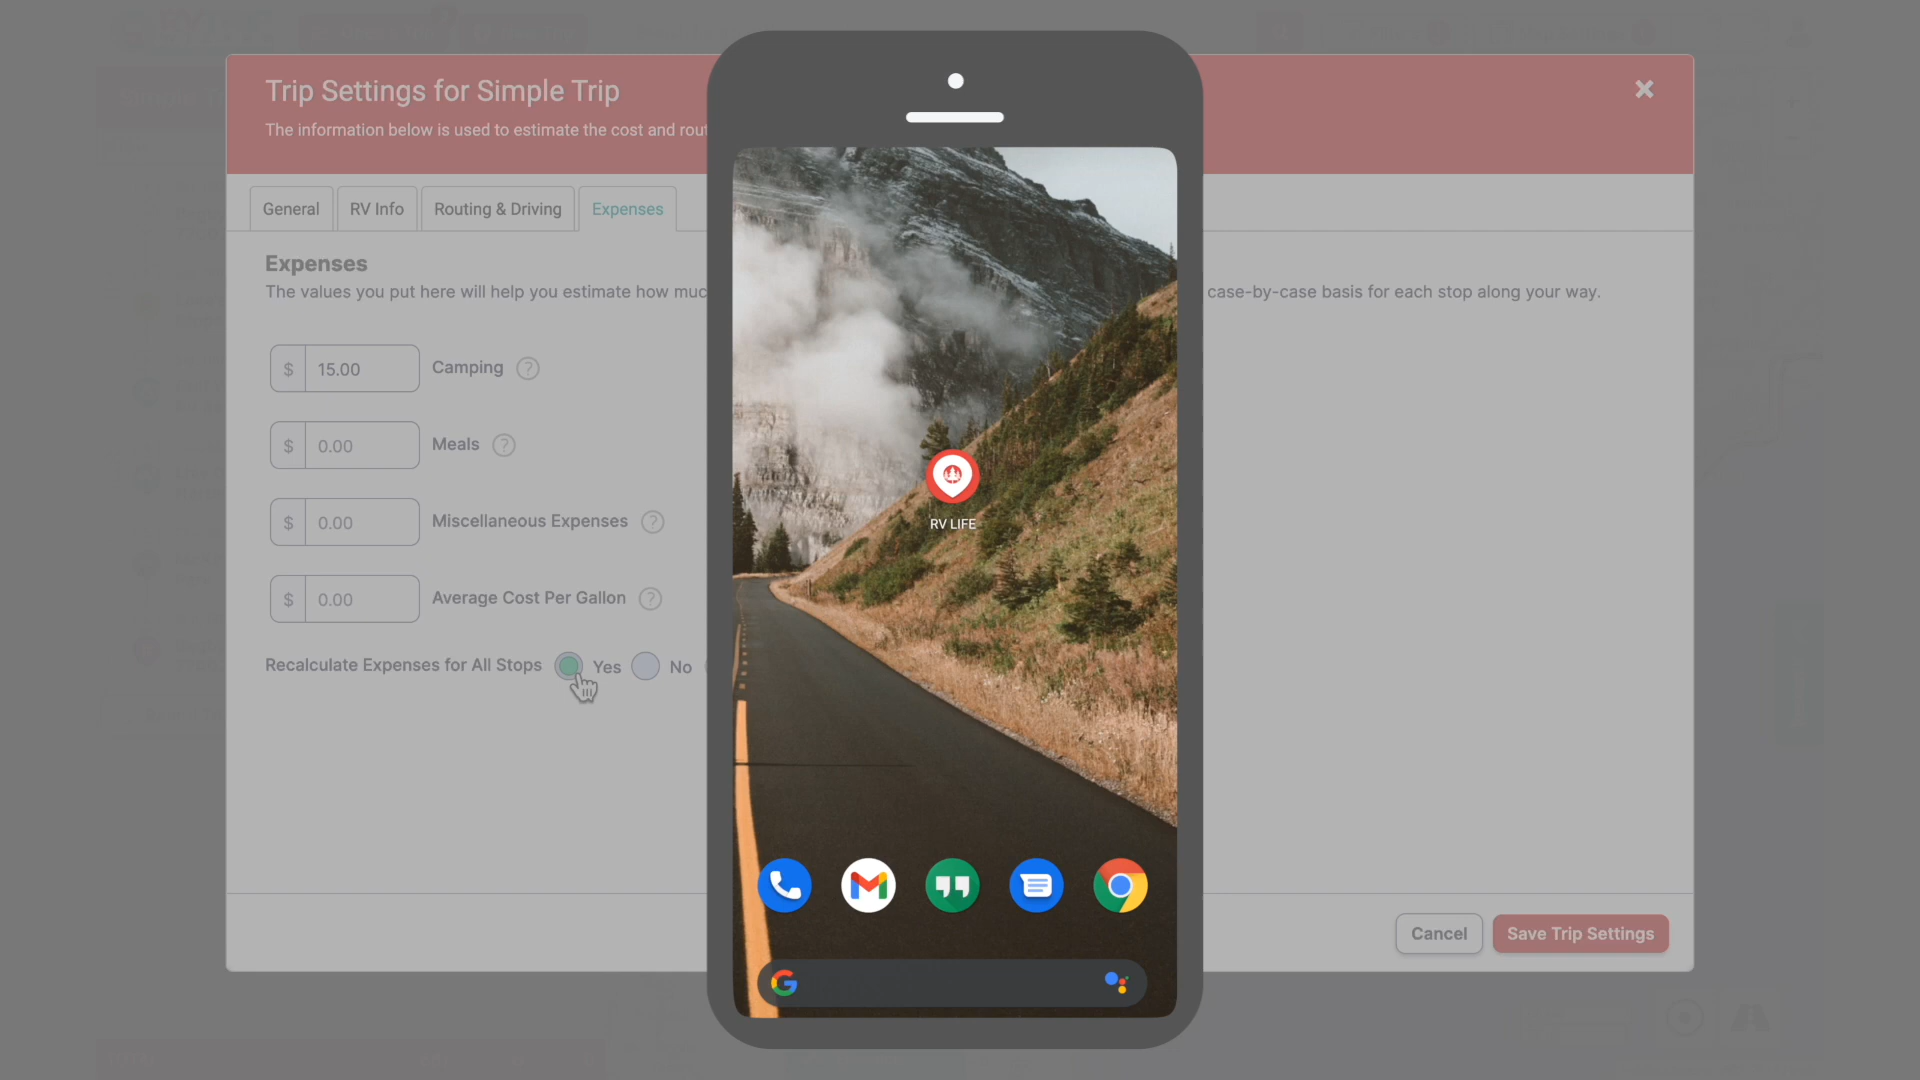 Trip Settings for Simple Trip
The information below is used to estimate the cost and rout
General
RV Info
Routing & Driving
Expenses
Expenses
The values you put here will help you estimate how muc
case-by-case basis for each stop along your way.
$ 15.00 Camping ?
$ 0.00 Meals ?
$ 0.00 Miscellaneous Expenses ?
$ 0.00 Average Cost Per Gallon ?
Recalculate Expenses for All Stops Yes No
RV LIFE
Cancel
Save Trip Settings